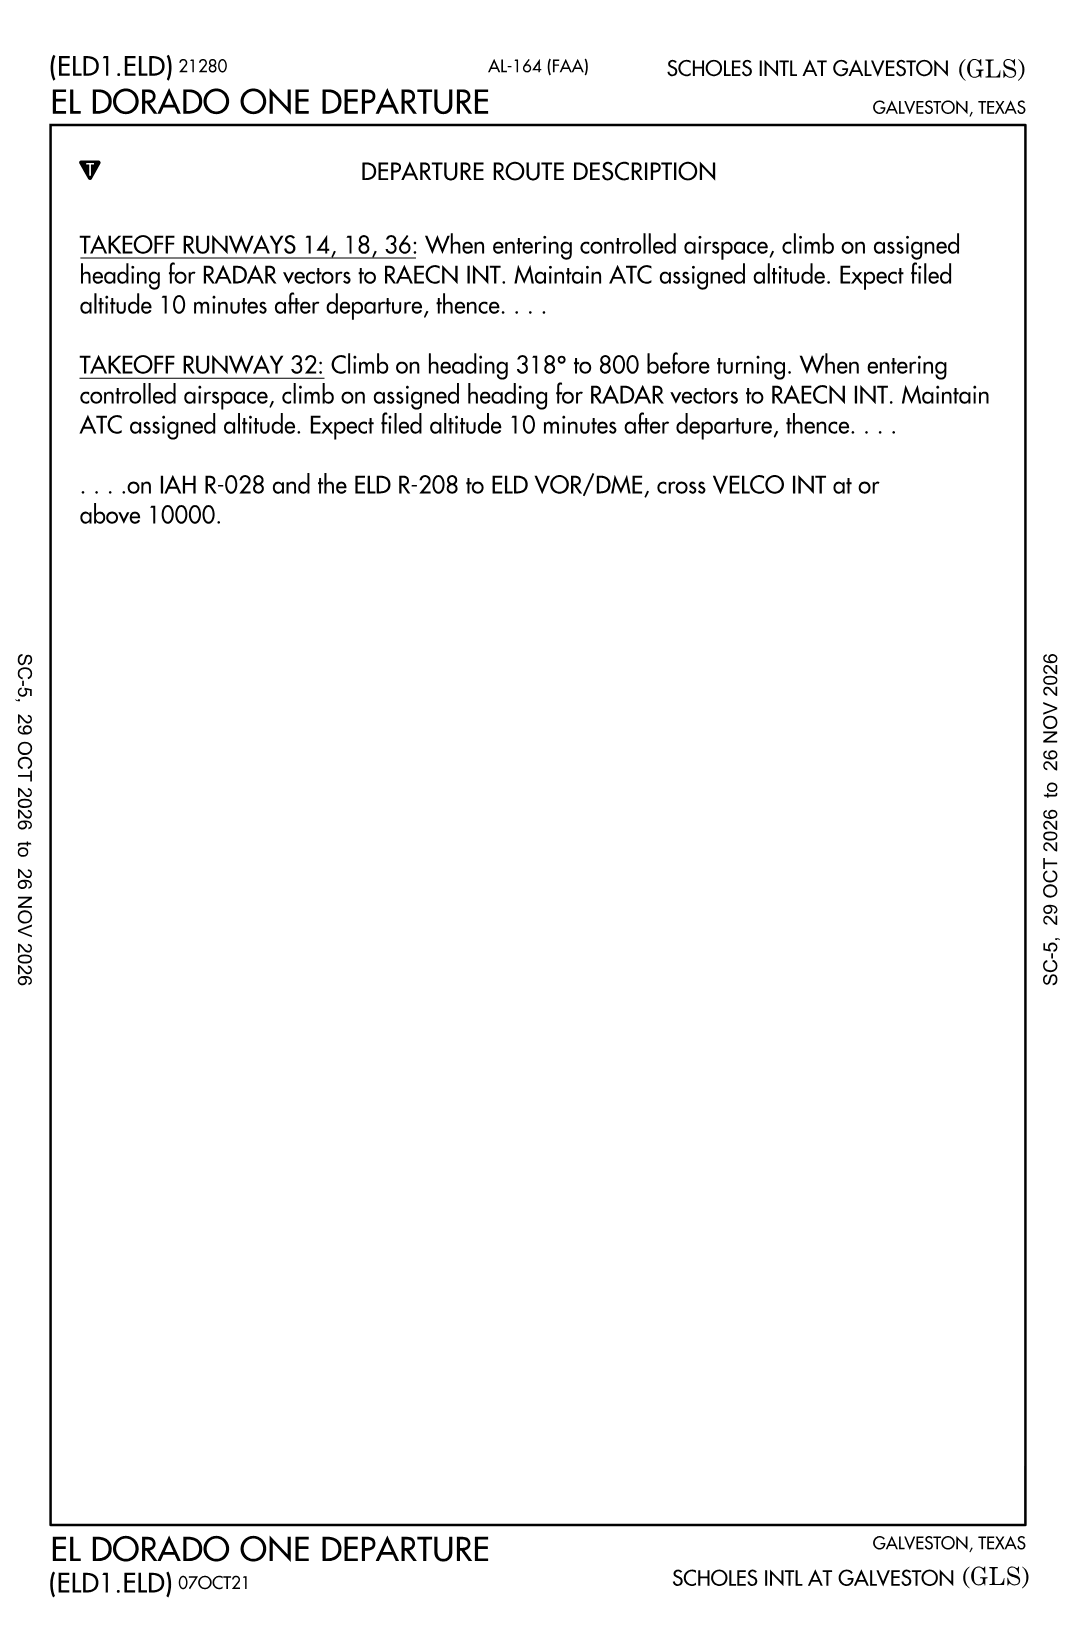 (ELD1.ELD) 21280 AL-164 (FAA) SCHOLES INTL AT GALVESTON (GLS)
EL DORADO ONE DEPARTURE GALVESTON, TEXAS
T DEPARTURE ROUTE DESCRIPTION
TAKEOFF RUNWAYS 14, 18, 36: When entering controlled airspace, climb on assigned
heading for RADAR vectors to RAECN INT. Maintain ATC assigned altitude. Expect filed
altitude 10 minutes after departure, thence. . . .
TAKEOFF RUNWAY 32: Climb on heading 318° to 800 before turning. When entering
controlled airspace, climb on assigned heading for RADAR vectors to RAECN INT. Maintain
ATC assigned altitude. Expect filed altitude 10 minutes after departure, thence. . . .
. . . .on IAH R-028 and the ELD R-208 to ELD VOR/DME, cross VELCO INT at or
above 10000.
SC-5, 29 OCT 2026 to 26 NOV 2026
SC-5, 29 OCT 2026 to 26 NOV 2026
EL DORADO ONE DEPARTURE GALVESTON, TEXAS
(ELD1.ELD) 07OCT21 SCHOLES INTL AT GALVESTON (GLS)